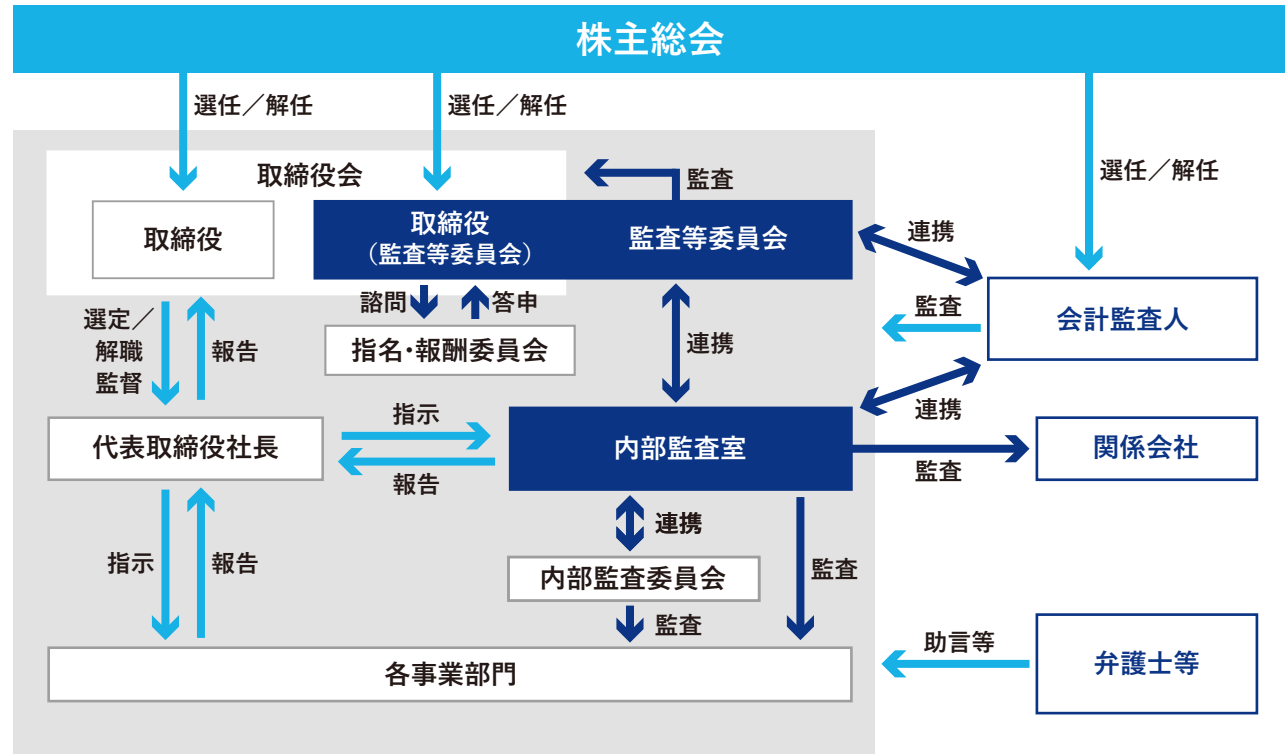 株主総会
選任／解任
選任／解任
選任／解任
取締役会
監査
取締役
取締役
（監査等委員会）
監査等委員会
連携
諮問
答申
選定／
解職
監督
報告
指名・報酬委員会
連携
監査
会計監査人
連携
代表取締役社長
指示
報告
内部監査室
監査
関係会社
連携
指示
報告
内部監査委員会
監査
監査
各事業部門
助言等
弁護士等